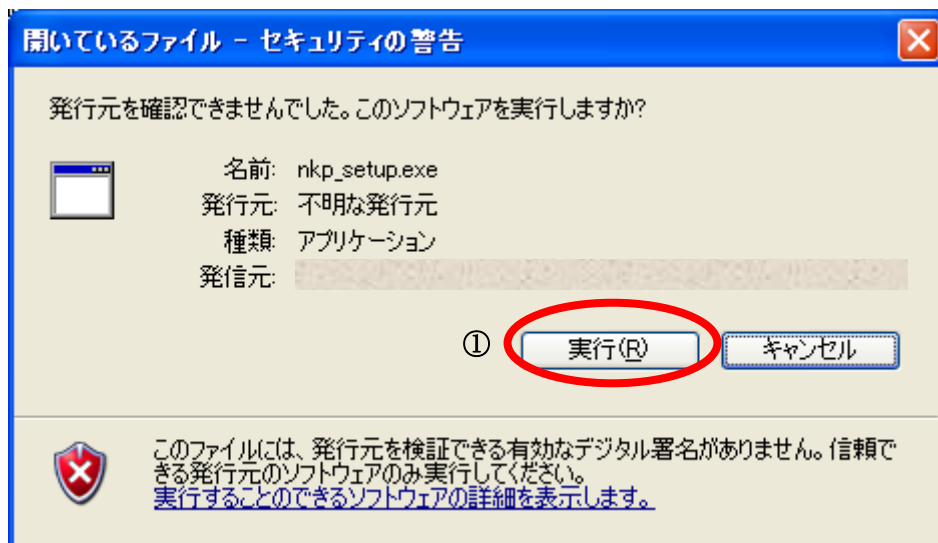 開いているファイル - セキュリティの警告
発行元を確認できませんでした。このソフトウェアを実行しますか?
名前: nkp_setup.exe
発行元: 不明な発行元
種類: アプリケーション
発信元:
① 実行(R) キャンセル
このファイルには、発行元を検証できる有効なデジタル署名がありません。信頼で
きる発行元のソフトウェアのみ実行してください。
実行することのできるソフトウェアの詳細を表示します。